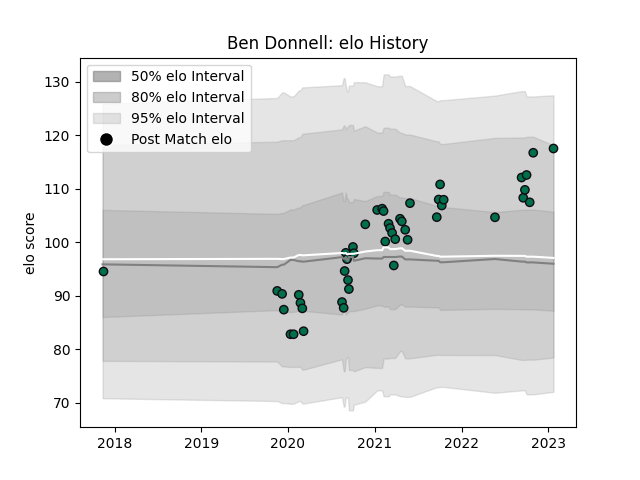 Ben Donnell: elo History
50% elo Interval
80% elo Interval
95% elo Interval
Post Match elo
elo score
130
120
110
100
90
80
70
2018
2019
2020
2021
2022
2023